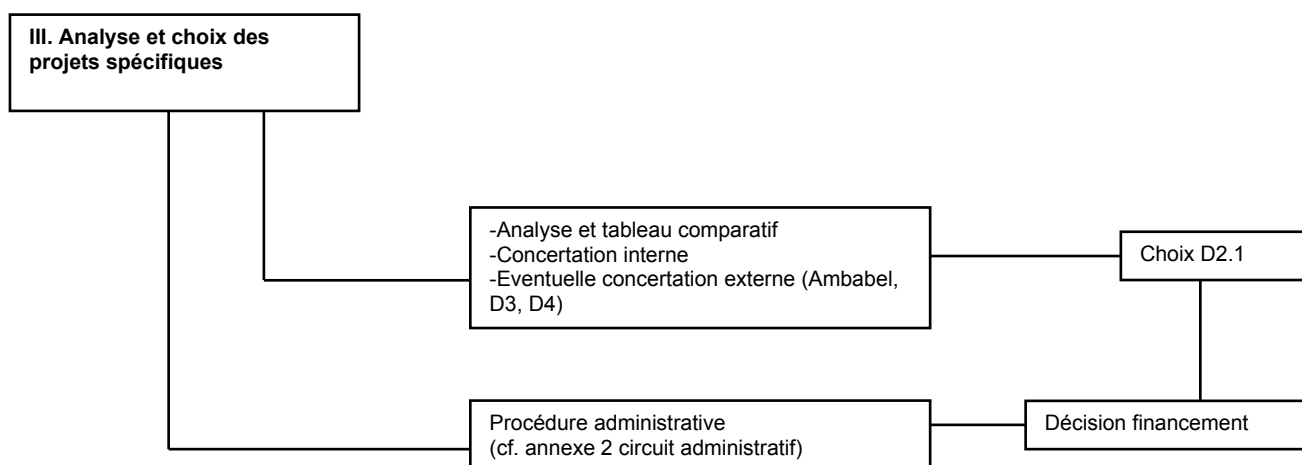 III. Analyse et choix des
projets spécifiques
-Analyse et tableau comparatif
-Concertation interne
-Eventuelle concertation externe (Ambabel,
D3, D4)
Choix D2.1
Procédure administrative
(cf. annexe 2 circuit administratif)
Décision financement